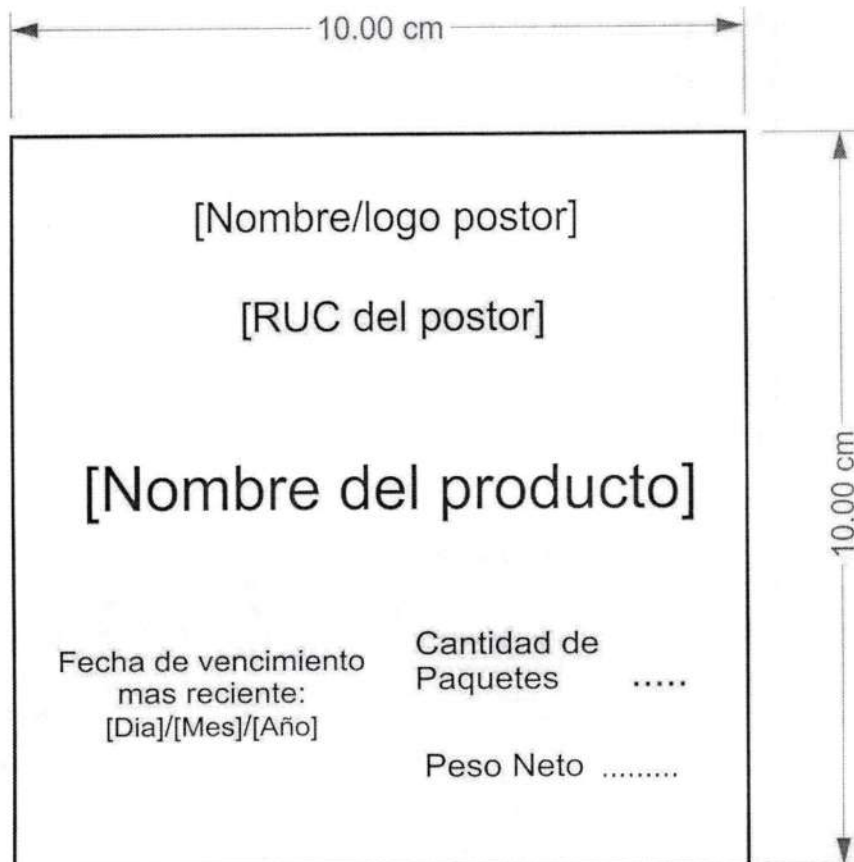 10.00 cm
[Nombre/logo postor]
[RUC del postor]
[Nombre del producto]
Fecha de vencimiento
mas reciente:
[Dia]/[Mes]/[Año]
Cantidad de
Paquetes .....
Peso Neto .........
10.00 cm